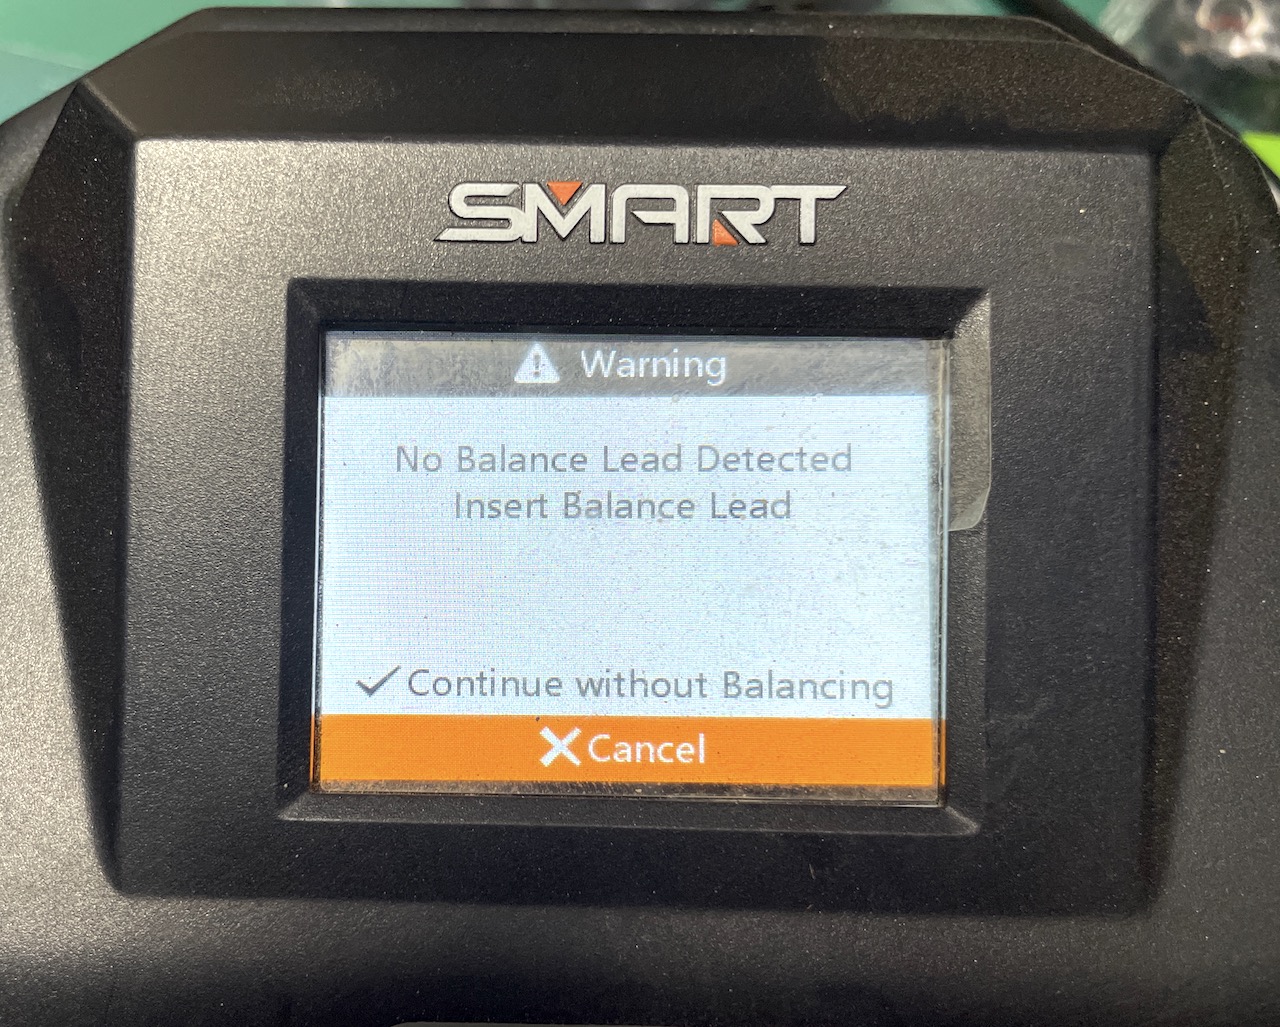 SMART
Warning
No Balance Lead Detected
Insert Balance Lead
Continue without Balancing
Cancel